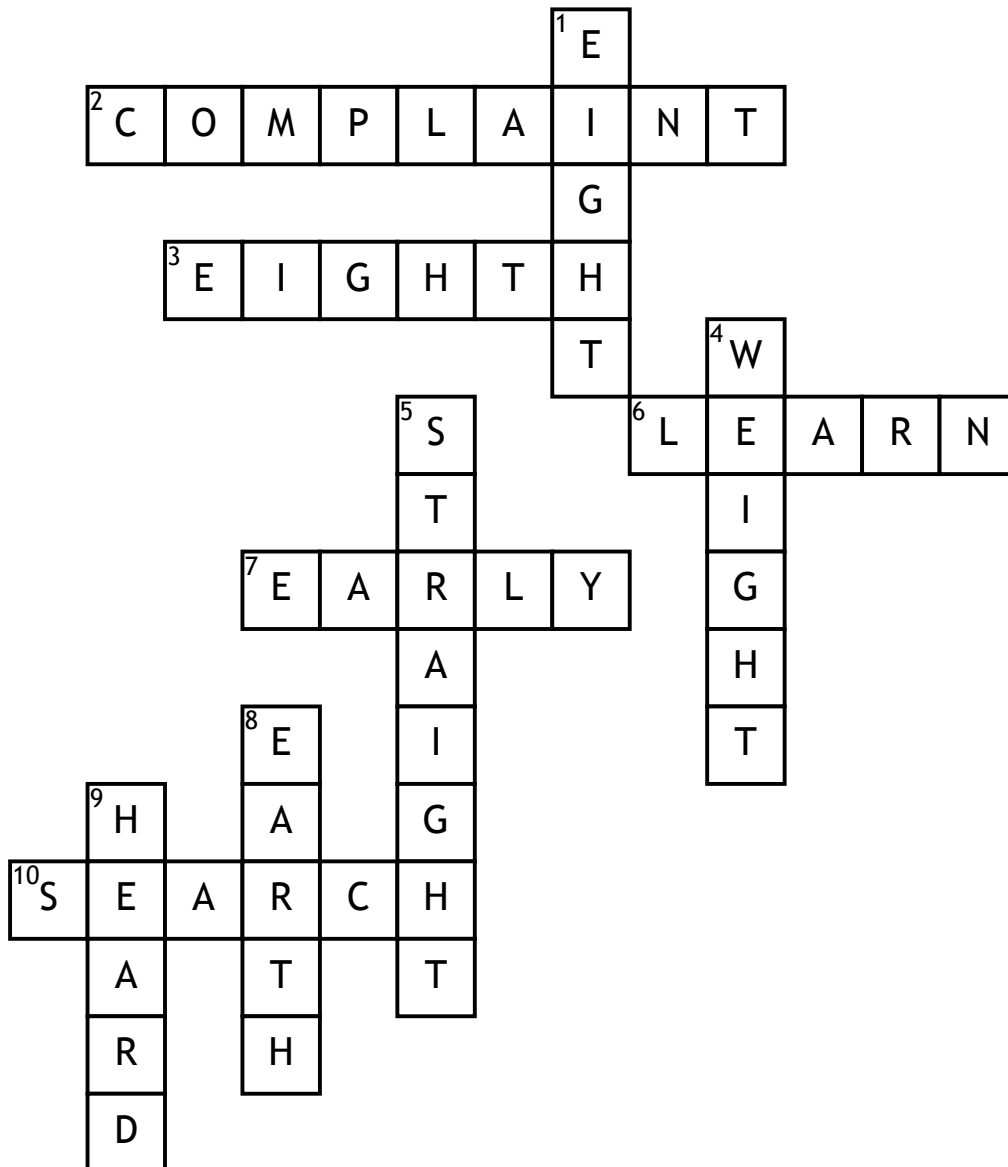 1 E
2 C O M P L A I N T
G
3 E I G H T H
T 4 W
5 S 6 L E A R N
T I
7 E A R L Y G
A H
8 E I T
9 H A G
10 S E A R C H
A T T
R H
D